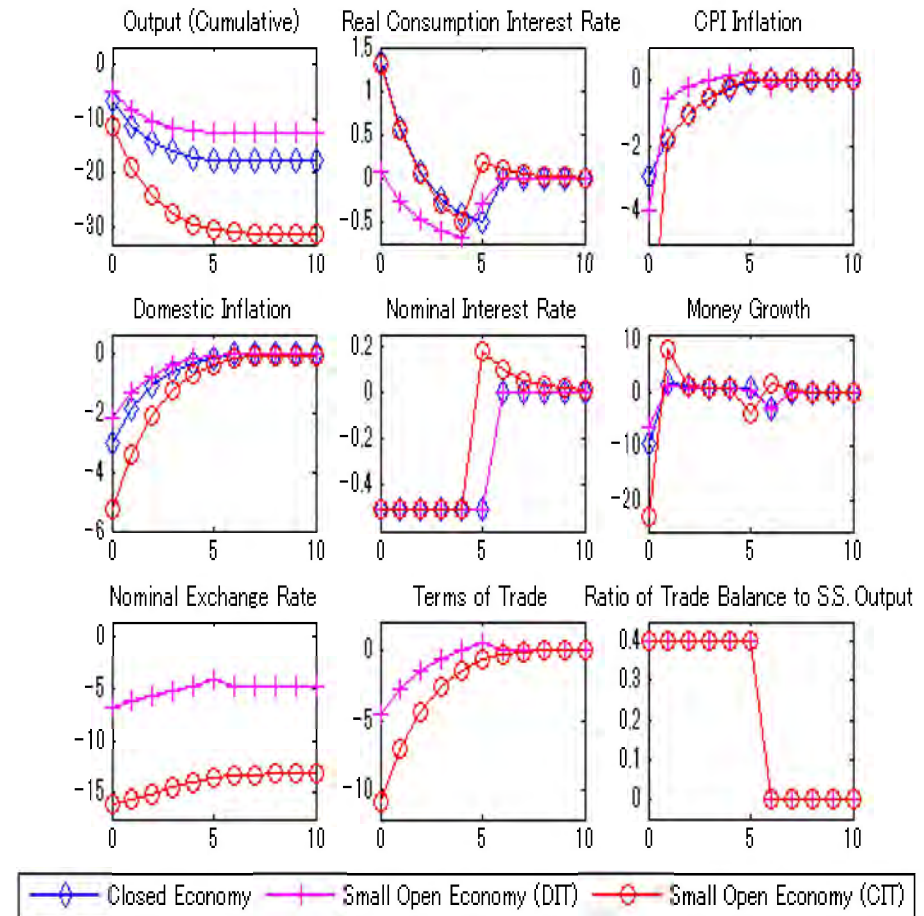 Output (Cumulative) Real Consumption Interest Rate CPI Inflation
0
-10
-20
-30
0 5 10
1.5
1
0.5
0
-0.5
0 5 10
0
-2
-4
0 5 10
Domestic Inflation Nominal Interest Rate Money Growth
0
-2
-4
-6
0 5 10
0.2
0
-0.2
-0.4
0 5 10
10
0
-10
-20
0 5 10
Nominal Exchange Rate Terms of Trade Ratio of Trade Balance to S.S. Output
0
-5
-10
-15
0 5 10
0
-5
-10
0 5 10
0.4
0.3
0.2
0.1
0
0 5 10
Closed Economy Small Open Economy (DIT) Small Open Economy (CIT)